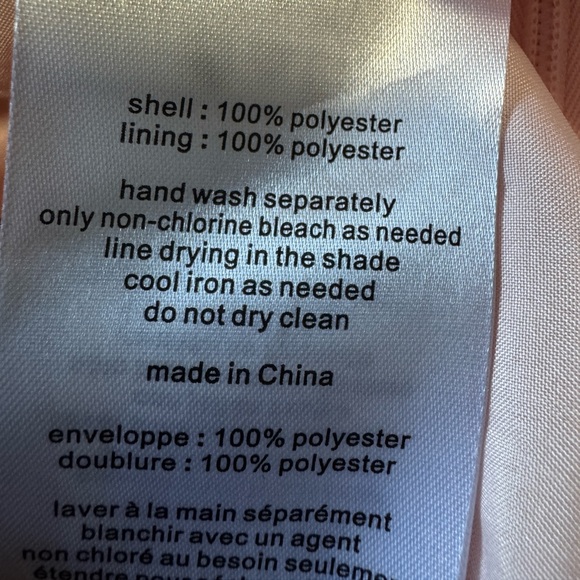 shell : 100% polyester
lining : 100% polyester
hand wash separately
only non-chlorine bleach as needed
line drying in the shade
cool iron as needed
do not dry clean
made in China
enveloppe : 100% polyester
doublure : 100% polyester
laver à la main séparément
blanchir avec un agent
non chloré au besoin seulem
étendre